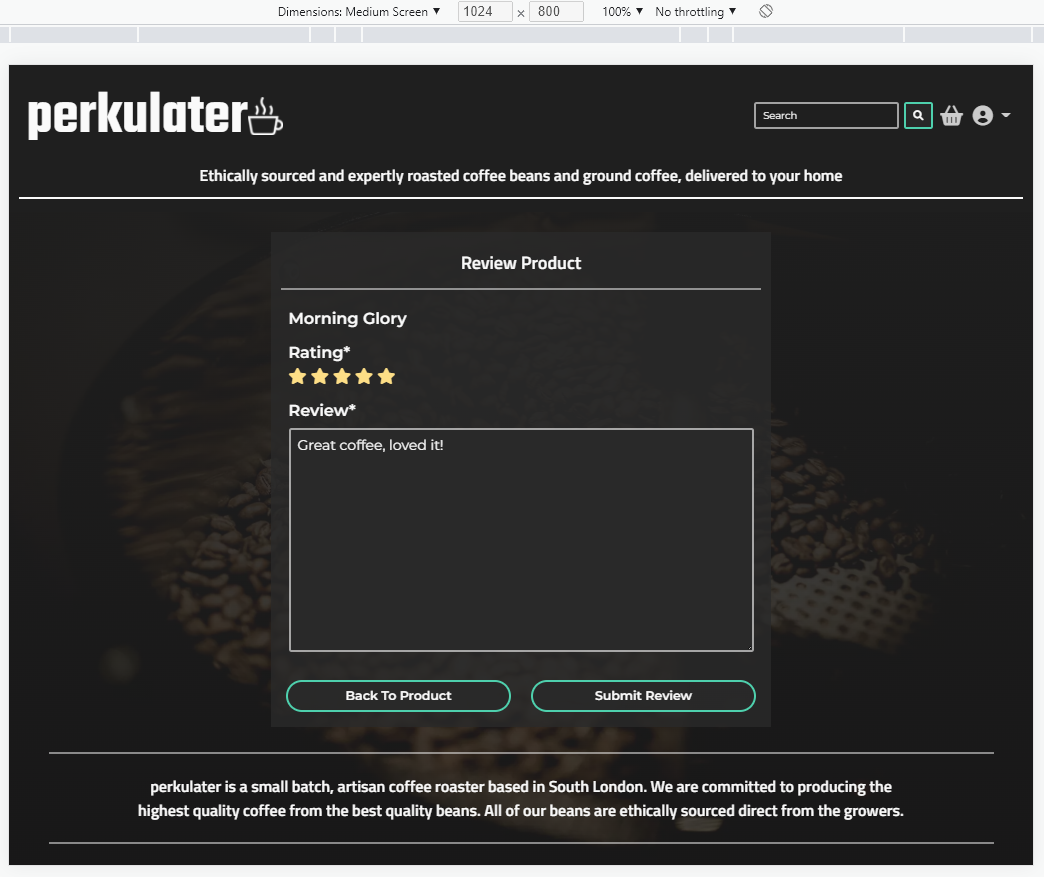 Dimensions: Medium Screen ▼ 1024 × 800 100% ▼ No throttling ▼
perkulater
Search
Ethically sourced and expertly roasted coffee beans and ground coffee, delivered to your home
Review Product
Morning Glory
Rating*
Review*
Great coffee, loved it!
Back To Product Submit Review
perkulater is a small batch, artisan coffee roaster based in South London. We are committed to producing the
highest quality coffee from the best quality beans. All of our beans are ethically sourced direct from the growers.